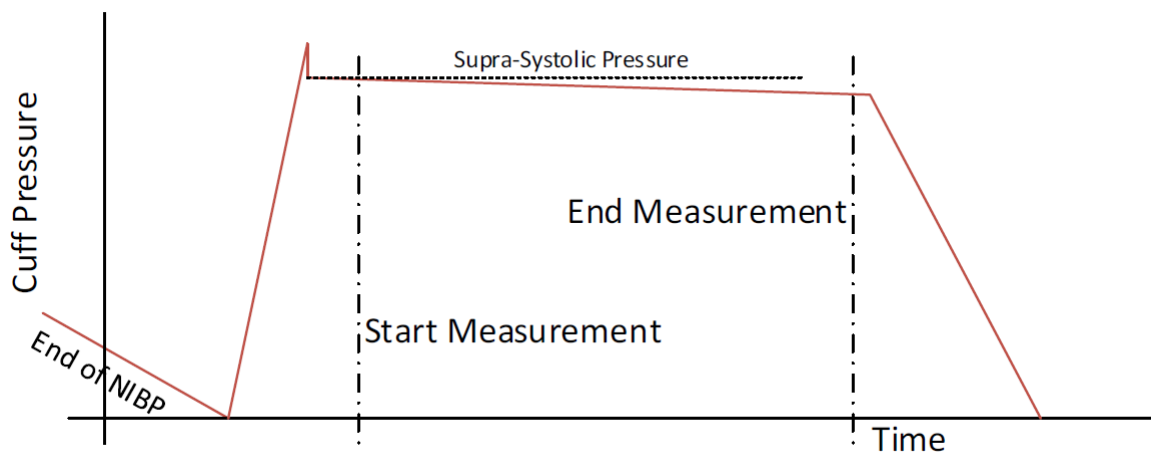 Supra-Systolic Pressure
Cuff Pressure
End Measurement
Start Measurement
End of NIBP
Time